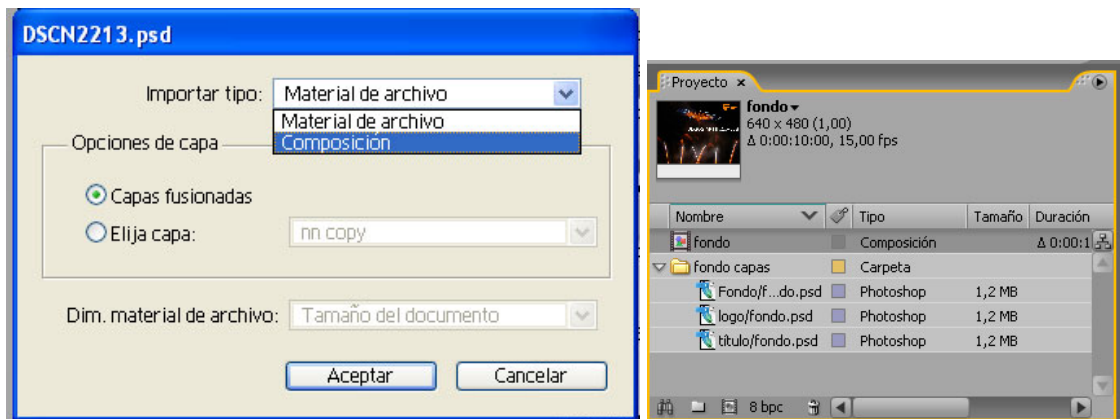 DSCN2213.psd
Importar tipo: Material de archivo
Material de archivo
Composición
Opciones de capa
Capas fusionadas
Elija capa: nn copy
Dim. material de archivo: Tamaño del documento
Aceptar Cancelar
Proyecto x
fondo
640 x 480 (1,00)
Δ 0:00:10:00, 15,00 fps
Nombre Tipo Tamaño Duración
fondo Composición Δ 0:00:1
fondo capas Carpeta
Fondo/f...do.psd Photoshop 1,2 MB
logo/fondo.psd Photoshop 1,2 MB
título/fondo.psd Photoshop 1,2 MB
8 bpc